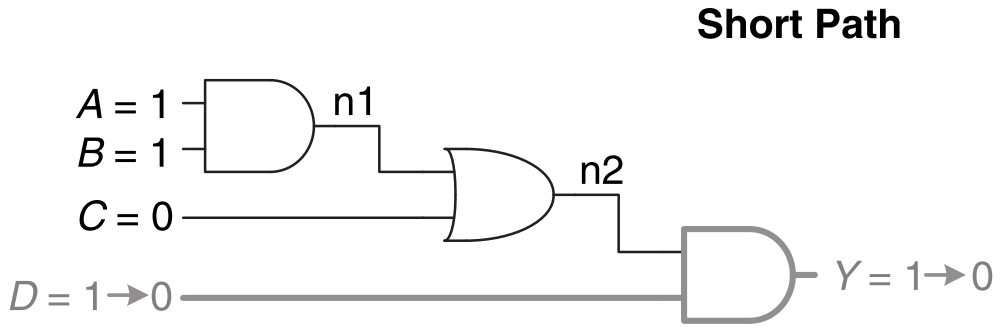 Short Path
A = 1
n1
B = 1
n2
C = 0
D = 1→0
Y = 1→0